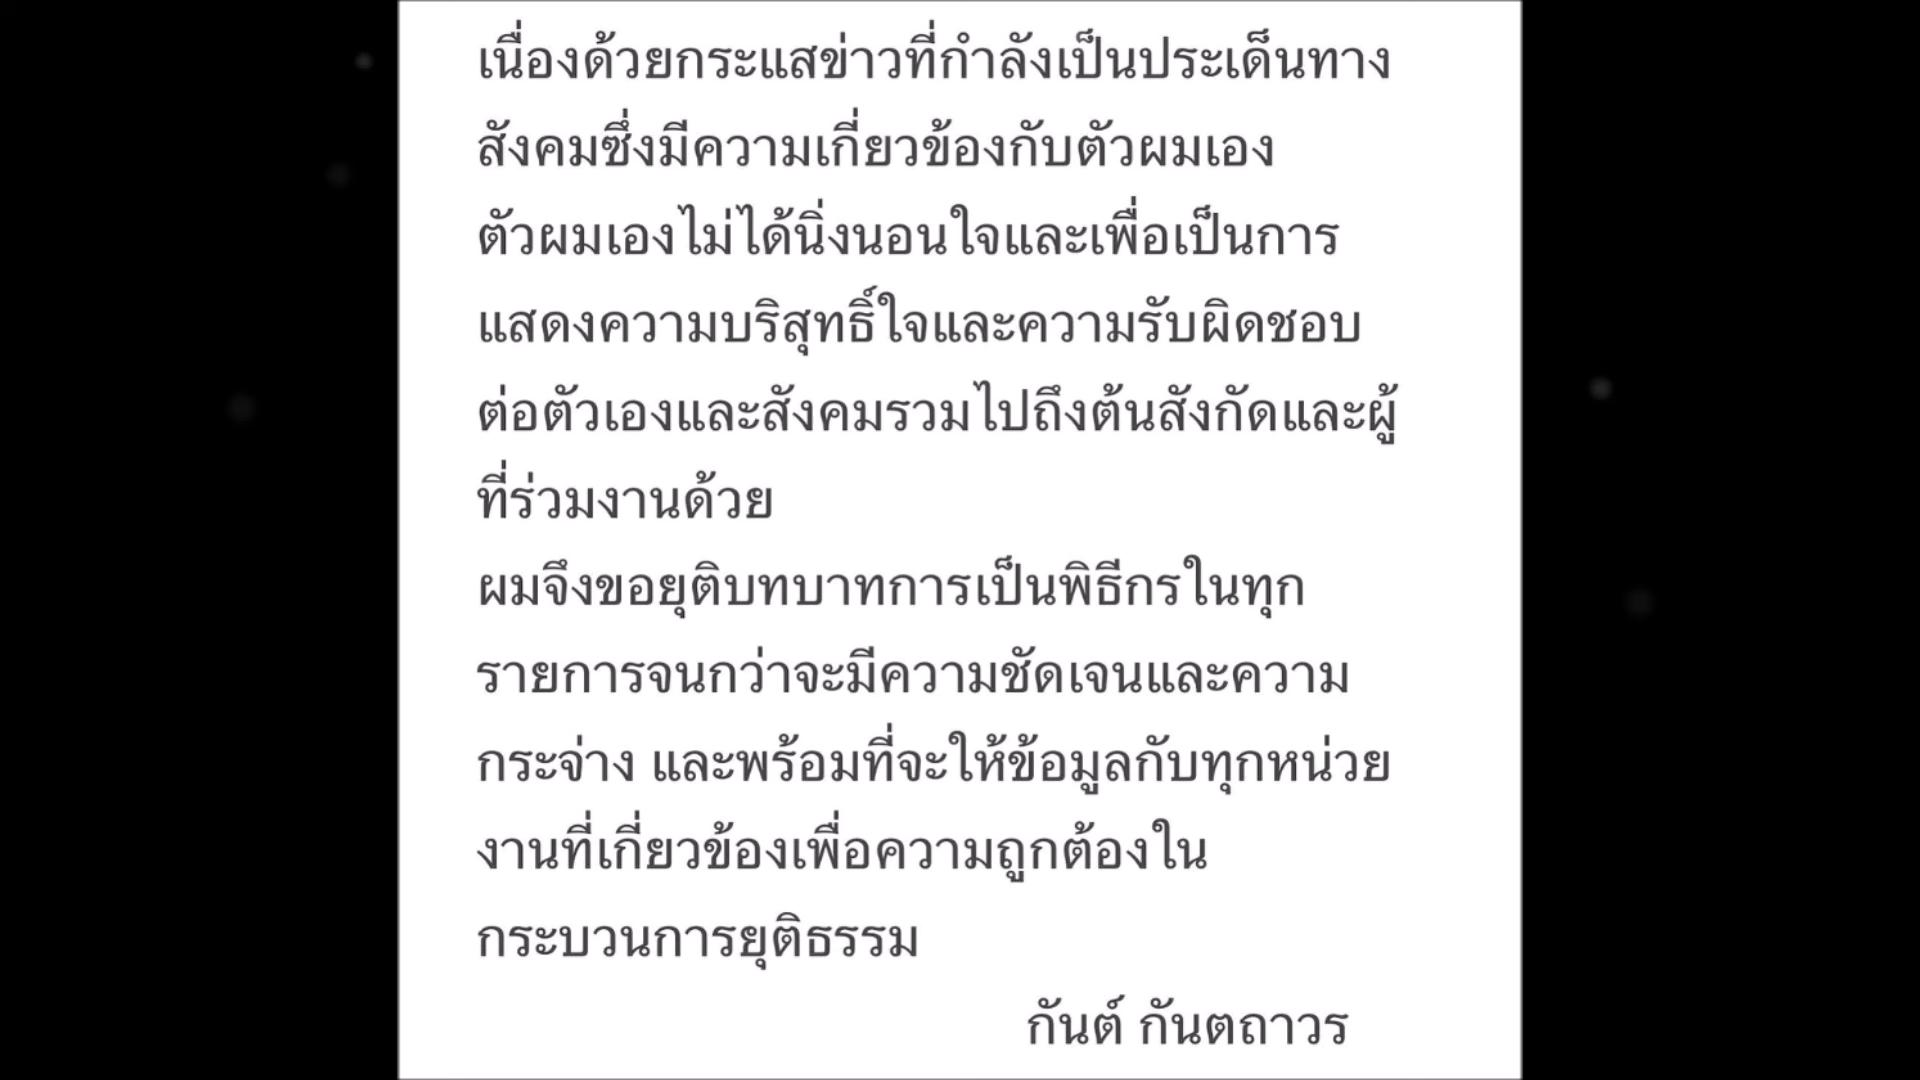 เนื่องด้วยกระแสข่าวที่กำลังเป็นประเด็นทาง
สังคมซึ่งมีความเกี่ยวข้องกับตัวผมเอง
ตัวผมเองไม่ได้นิ่งนอนใจและเพื่อเป็นการ
แสดงความบริสุทธิ์ใจและความรับผิดชอบ
ต่อตัวเองและสังคมรวมไปถึงต้นสังกัดและผู้
ที่ร่วมงานด้วย
ผมจึงขอยุติบทบาทการเป็นพิธีกรในทุก
รายการจนกว่าจะมีความชัดเจนและความ
กระจ่าง และพร้อมที่จะให้ข้อมูลกับทุกหน่วย
งานที่เกี่ยวข้องเพื่อความถูกต้องใน
กระบวนการยุติธรรม
กันต์ กันตถาวร